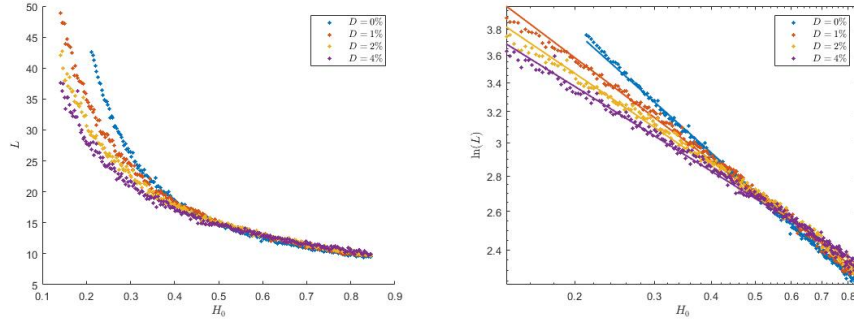 50
45
40
35
30
25
20
15
10
5
L
0.1 0.2 0.3 0.4 0.5 0.6 0.7 0.8 0.9
H₀
D = 0%
D = 1%
D = 2%
D = 4%
3.8
3.6
3.4
3.2
3
2.8
2.6
2.4
ln(L)
0.2 0.3 0.4 0.5 0.6 0.7 0.8
H₀
D = 0%
D = 1%
D = 2%
D = 4%